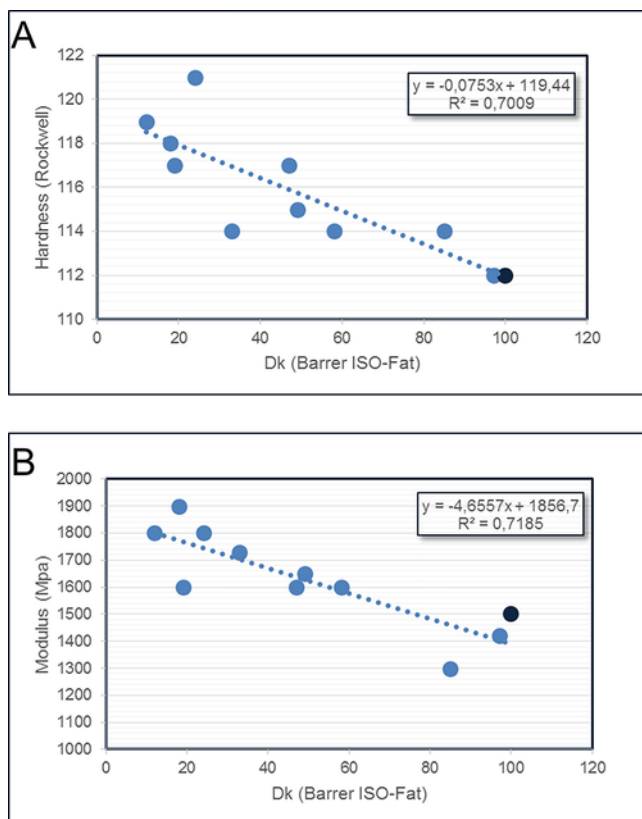 A
122
120
118
116
114
112
110
Hardness (Rockwell)
y = -0,0753x + 119,44
R² = 0,7009
0 20 40 60 80 100 120
Dk (Barrer ISO-Fat)
B
2000
1900
1800
1700
1600
1500
1400
1300
1200
1100
1000
Modulus (Mpa)
y = -4,6557x + 1856,7
R² = 0,7185
0 20 40 60 80 100 120
Dk (Barrer ISO-Fat)